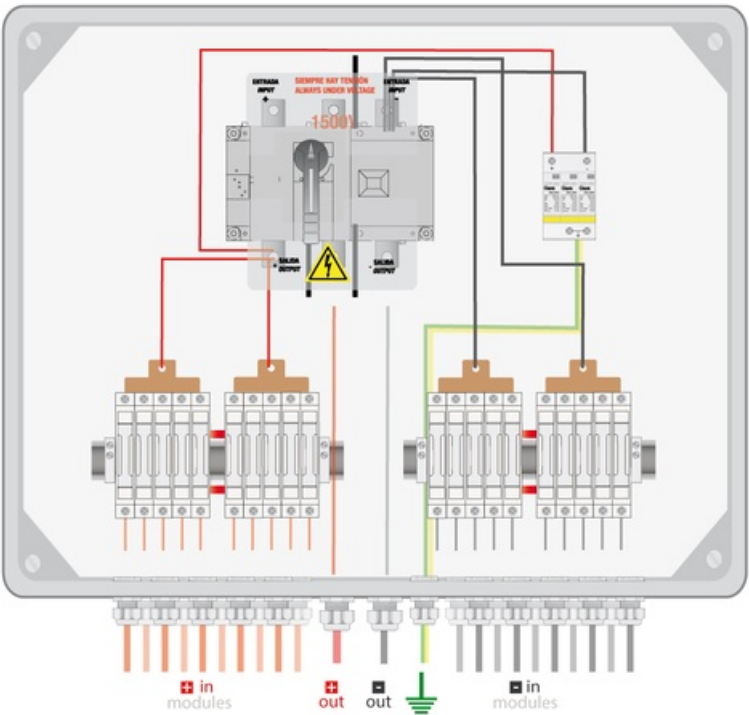 ENTRADA
INPUT
+
SIEMPRE HAY TENSIÓN
ALWAYS UNDER VOLTAGE
ENTRADA
INPUT
-
1500V
+
SALIDA
OUTPUT
-
SALIDA
OUTPUT
+ in
modules
+
out
-
out
- in
modules